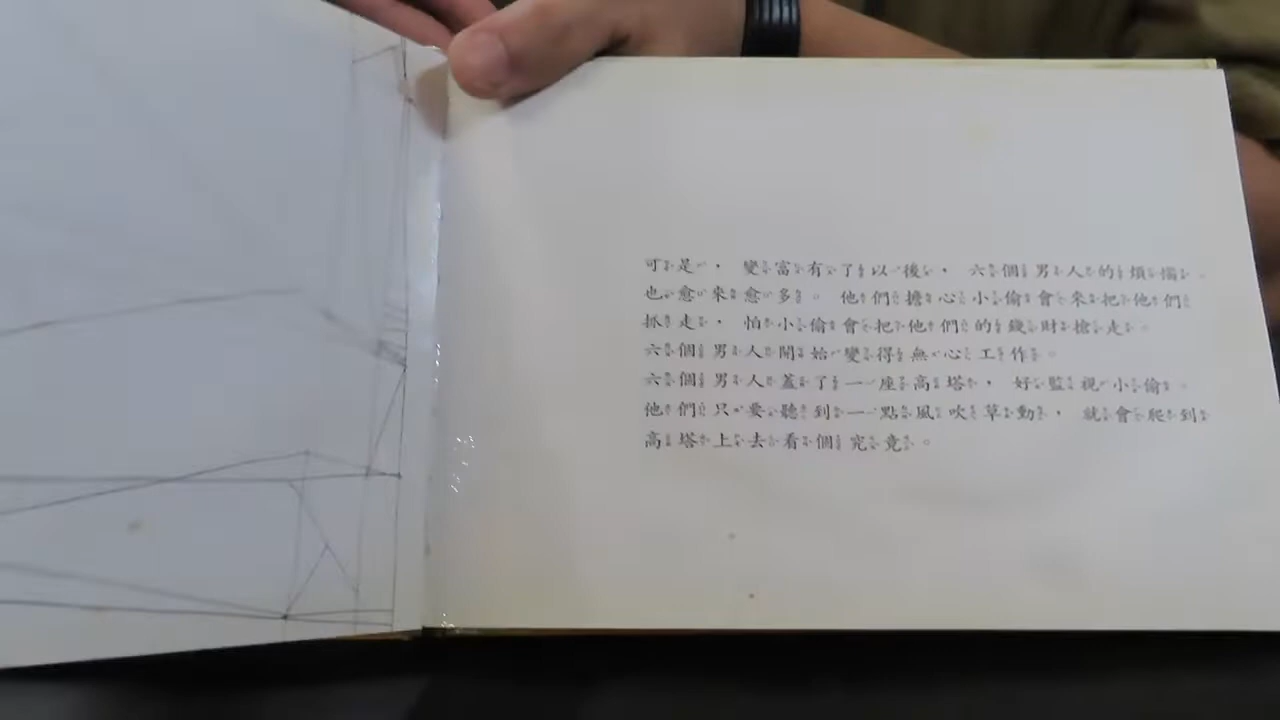 可是，變富有了以後，六個男人的煩惱
也愈來愈多。他們擔心小偷會來把他們
抓走，怕小偷會把他們的錢財搶走。
六個男人開始變得無心工作。
六個男人蓋了一座高塔，好監視小偷。
他們只要聽到一點風吹草動，就會爬到
高塔上去看個究竟。